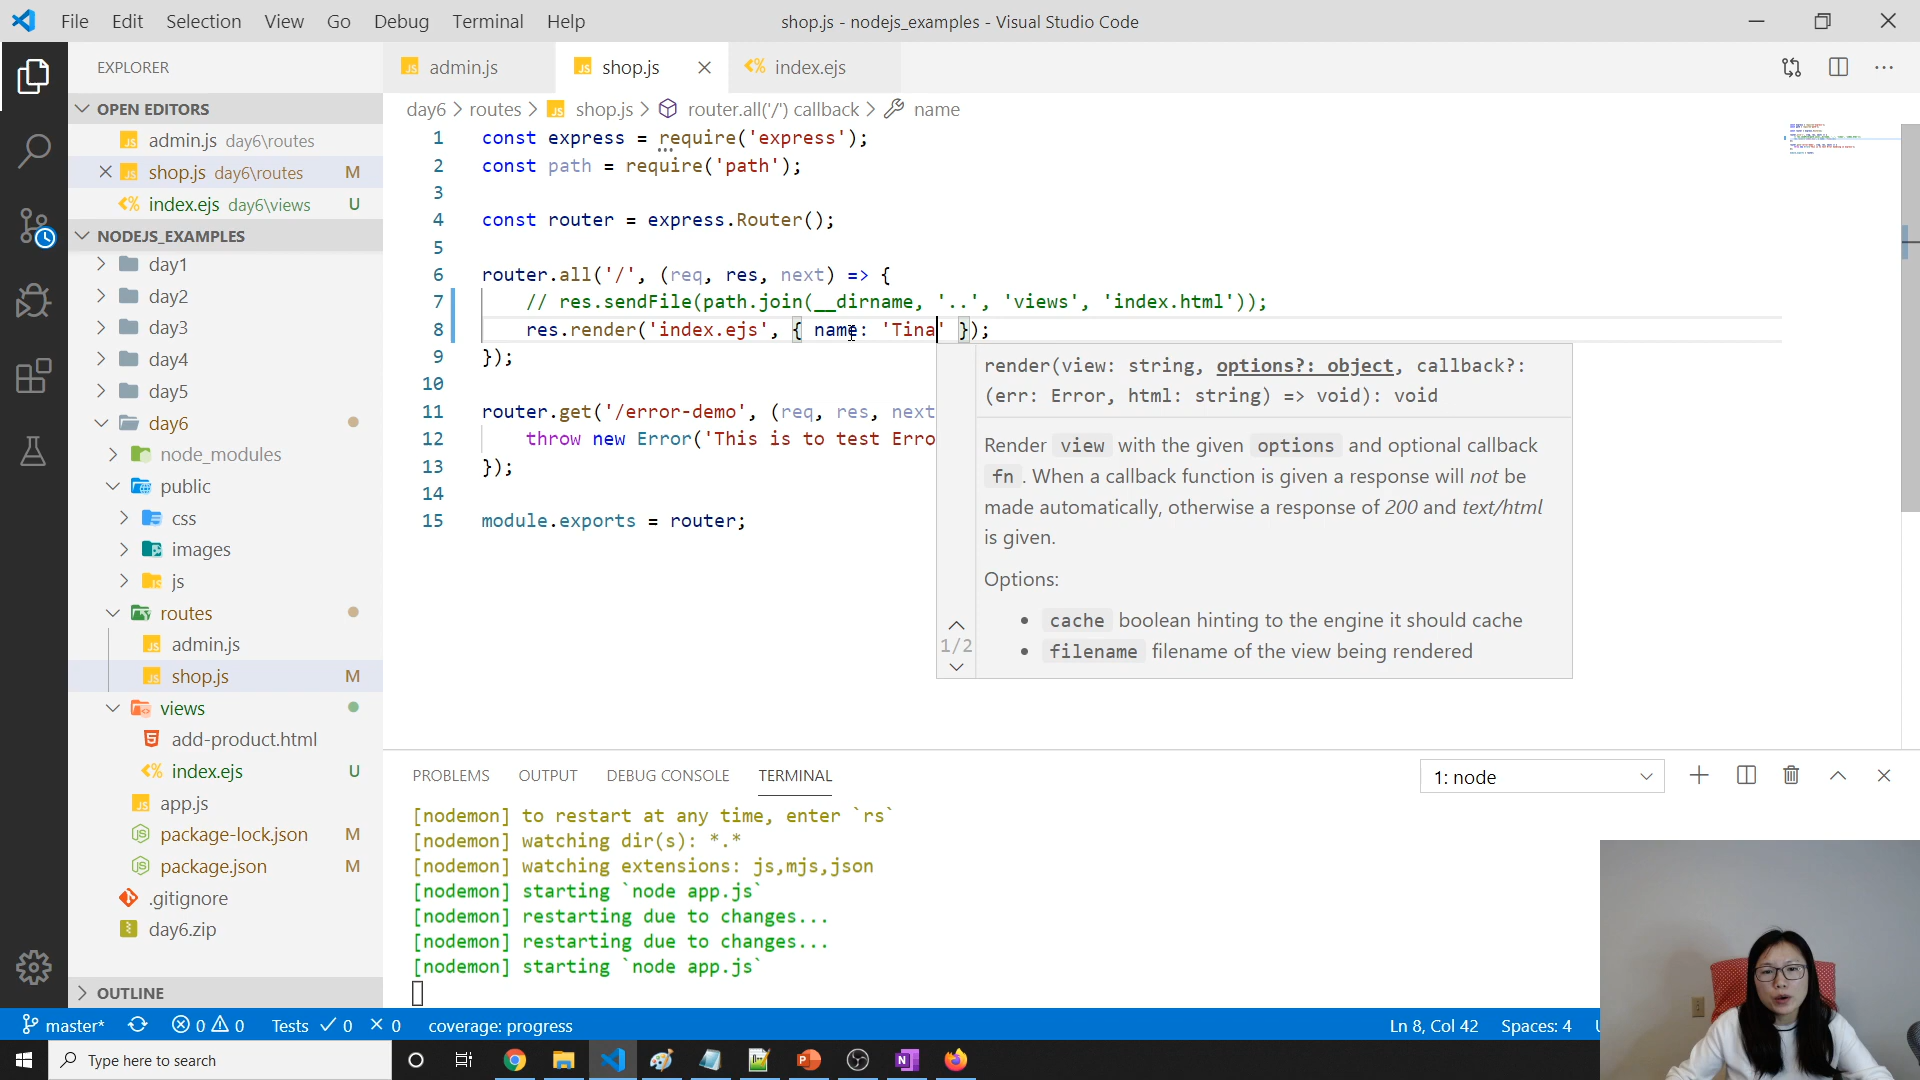 File Edit Selection View Go Debug Terminal Help
shop.js - nodejs_examples - Visual Studio Code
EXPLORER
OPEN EDITORS
admin.js day6\routes
shop.js day6\routes M
index.ejs day6\views U
NODEJS_EXAMPLES
day1
day2
day3
day4
day5
day6
node_modules
public
css
images
js
routes
admin.js
shop.js M
views
add-product.html
index.ejs U
app.js
package-lock.json M
package.json M
.gitignore
day6.zip
OUTLINE
admin.js shop.js index.ejs
day6 > routes > shop.js > router.all('/') callback > name
1 const express = require('express');
2 const path = require('path');
3
4 const router = express.Router();
5
6 router.all('/', (req, res, next) => {
7 // res.sendFile(path.join(__dirname, '..', 'views', 'index.html'));
8 res.render('index.ejs', { name: 'Tina' });
9 });
10
11 router.get('/error-demo', (req, res, next
12 throw new Error('This is to test Erro
13 });
14
15 module.exports = router;
render(view: string, options?: object, callback?:
(err: Error, html: string) => void): void
Render view with the given options and optional callback
fn . When a callback function is given a response will not be
made automatically, otherwise a response of 200 and text/html
is given.
Options:
• cache boolean hinting to the engine it should cache
• filename filename of the view being rendered
1/2
PROBLEMS OUTPUT DEBUG CONSOLE TERMINAL
1: node
[nodemon] to restart at any time, enter `rs`
[nodemon] watching dir(s): *.*
[nodemon] watching extensions: js,mjs,json
[nodemon] starting `node app.js`
[nodemon] restarting due to changes...
[nodemon] restarting due to changes...
[nodemon] starting `node app.js`
master* 0 0 Tests 0 0 coverage: progress
Ln 8, Col 42 Spaces: 4
Type here to search